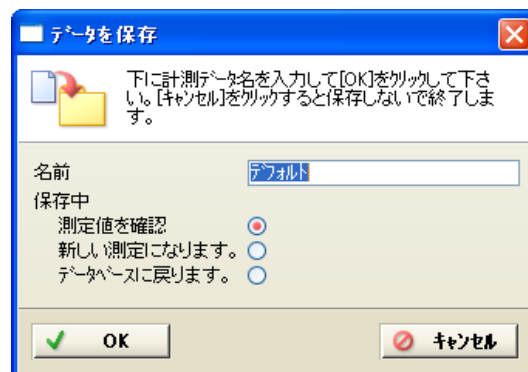 データを保存
下に計測データ名を入力して[OK]をクリックして下さ
い。[キャンセル]をクリックすると保存しないで終了しま
す。
名前
デフォルト
保存中
測定値を確認
新しい測定になります。
データベースに戻ります。
OK
キャンセル